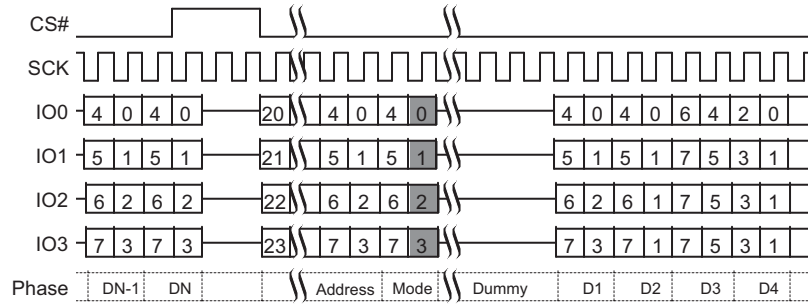 CS#
SCK
IO0 4 0 4 0 20 4 0 4 0 4 0 4 0 6 4 2 0
IO1 5 1 5 1 21 5 1 5 1 5 1 5 1 7 5 3 1
IO2 6 2 6 2 22 6 2 6 2 6 2 6 1 7 5 3 1
IO3 7 3 7 3 23 7 3 7 3 7 3 7 1 7 5 3 1
Phase DN-1 DN Address Mode Dummy D1 D2 D3 D4